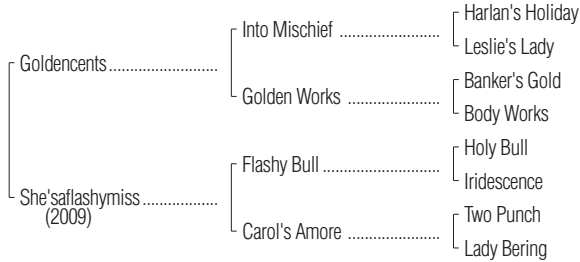 Harlan's Holiday
Into Mischief ..................
Leslie's Lady
Goldencents ....................
Banker's Gold
Golden Works ................
Body Works
Holy Bull
Flashy Bull .....................
Iridescence
She'saflashymiss ..............
(2009)
Two Punch
Carol's Amore ................
Lady Bering